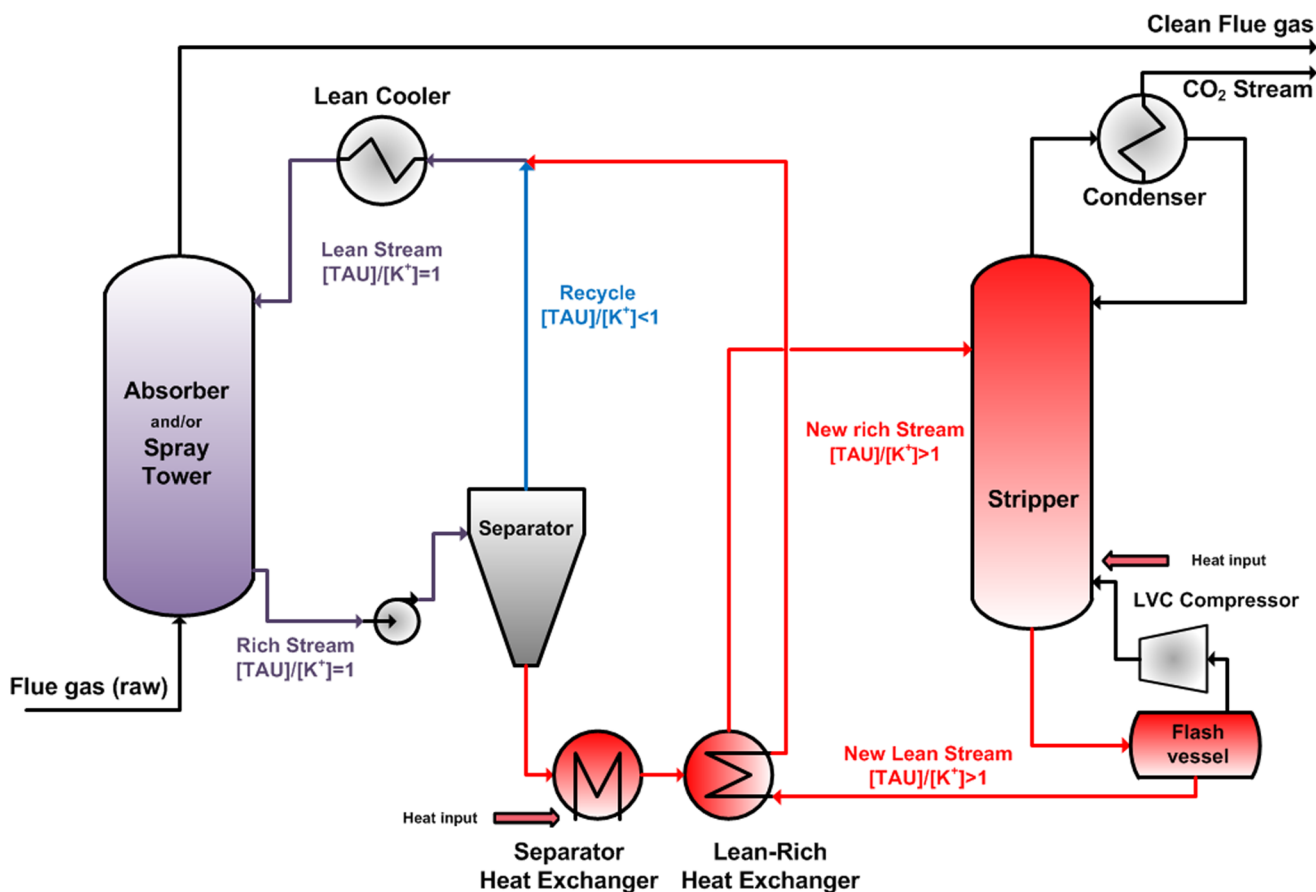 Clean Flue gas
CO₂ Stream
Lean Cooler
Condenser
Lean Stream
[TAU]/[K⁺]=1
Recycle
[TAU]/[K⁺]<1
Absorber
and/or
Spray
Tower
New rich Stream
[TAU]/[K⁺]>1
Stripper
Separator
Heat input
LVC Compressor
Rich Stream
[TAU]/[K⁺]=1
Flue gas (raw)
Flash
vessel
New Lean Stream
[TAU]/[K⁺]>1
Heat input
Separator
Heat Exchanger
Lean-Rich
Heat Exchanger